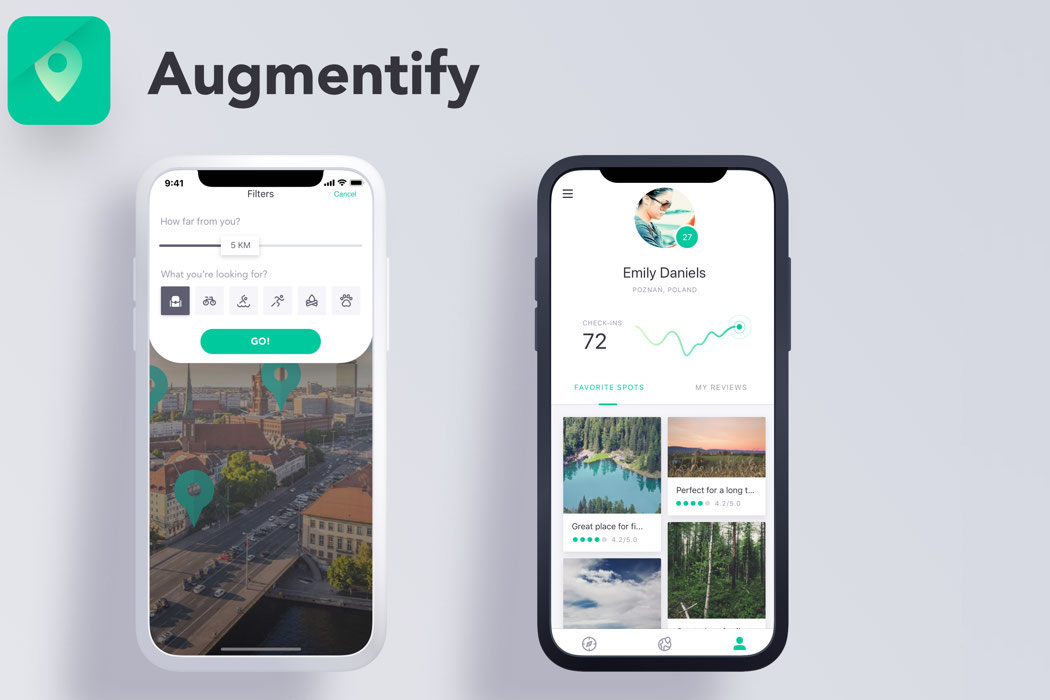 Augmentify
9:41
Filters
Cancel
How far from you?
5 KM
What you're looking for?
GO!
27
Emily Daniels
POZNAŃ, POLAND
CHECK-INS
72
FAVORITE SPOTS
MY REVIEWS
Great place for fi...
4.2/5.0
Perfect for a long t...
4.2/5.0